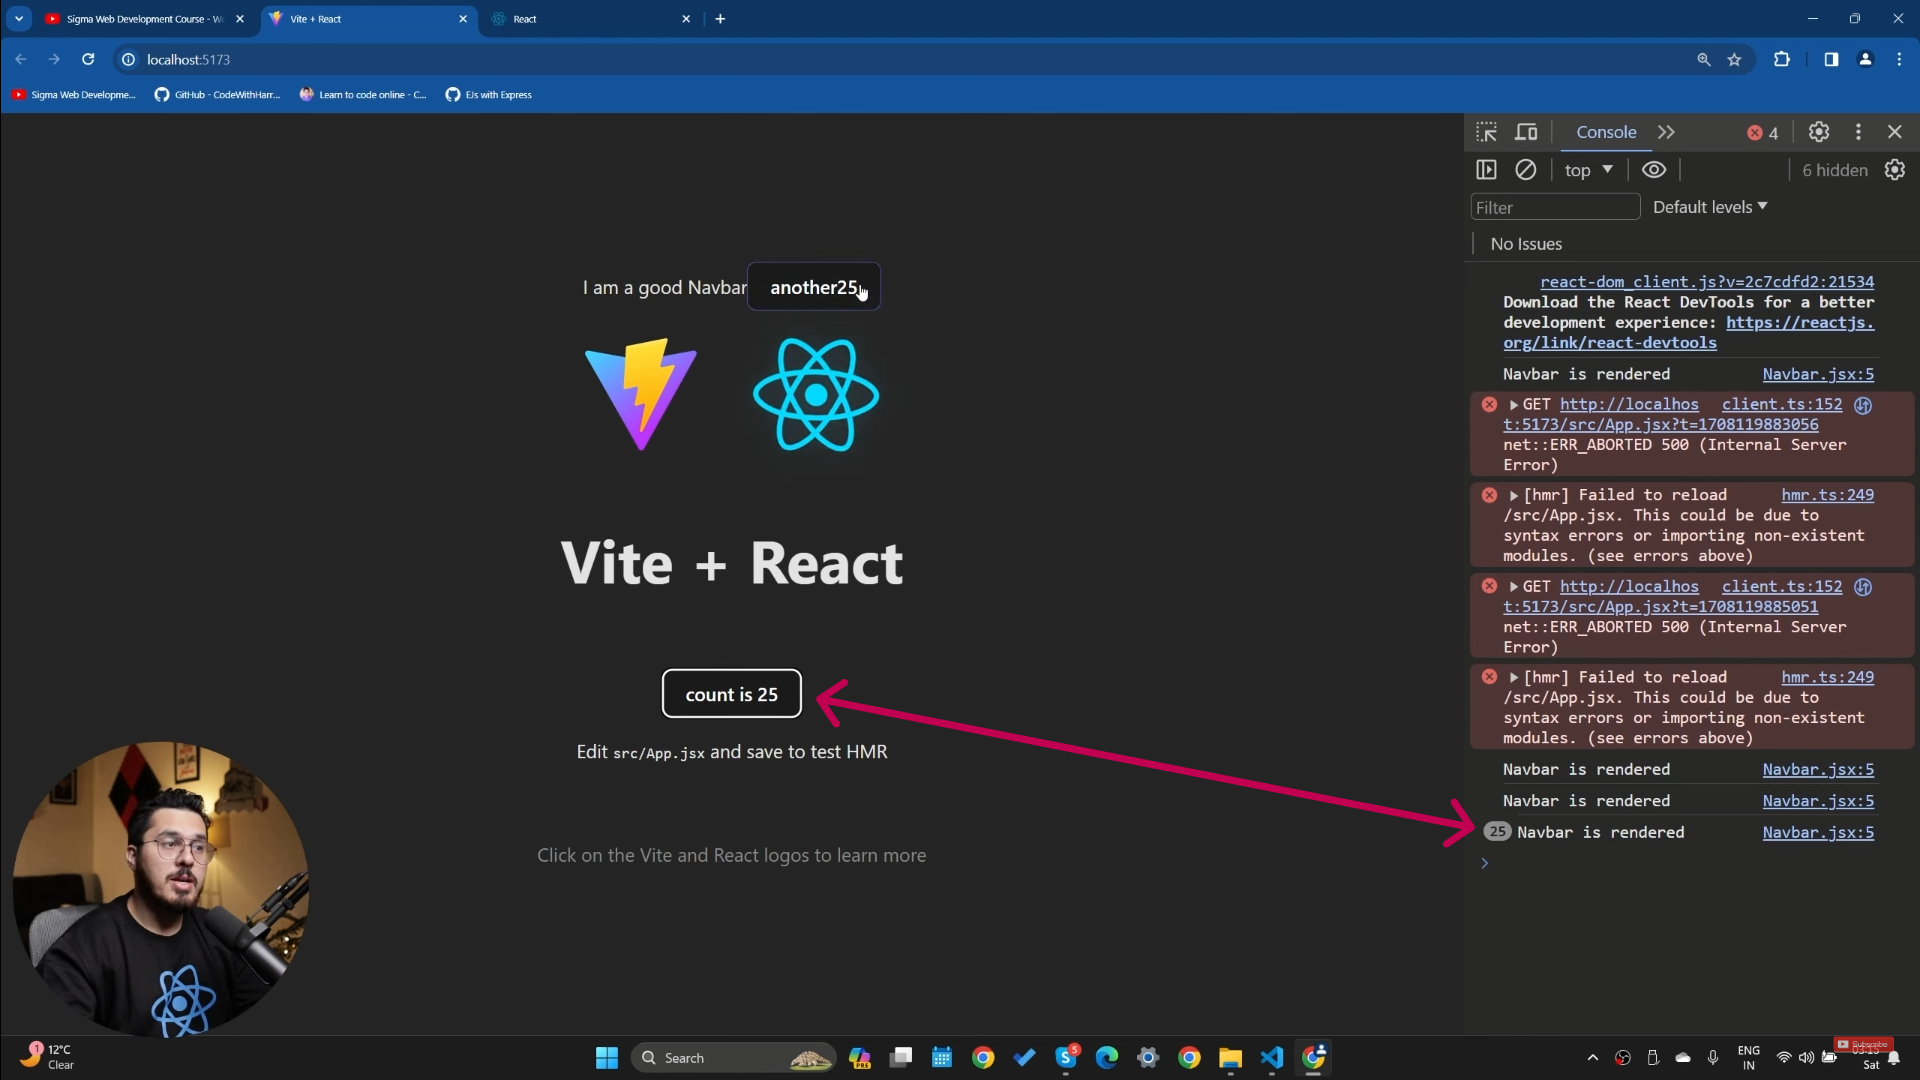 Sigma Web Development Course - W
Vite + React
React
localhost:5173
Sigma Web Developme...
GitHub - CodeWithHarr...
Learn to code online - C...
EJs with Express
Console
4
top
6 hidden
Filter
Default levels
No Issues
react-dom_client.js?v=2c7cdfd2:21534
Download the React DevTools for a better
development experience: https://reactjs.
org/link/react-devtools
Navbar is rendered Navbar.jsx:5
GET http://localhos client.ts:152
t:5173/src/App.jsx?t=1708119883056
net::ERR_ABORTED 500 (Internal Server
Error)
[hmr] Failed to reload hmr.ts:249
/src/App.jsx. This could be due to
syntax errors or importing non-existent
modules. (see errors above)
GET http://localhos client.ts:152
t:5173/src/App.jsx?t=1708119885051
net::ERR_ABORTED 500 (Internal Server
Error)
[hmr] Failed to reload hmr.ts:249
/src/App.jsx. This could be due to
syntax errors or importing non-existent
modules. (see errors above)
Navbar is rendered Navbar.jsx:5
Navbar is rendered Navbar.jsx:5
25 Navbar is rendered Navbar.jsx:5
I am a good Navbar another25
Vite + React
count is 25
Edit src/App.jsx and save to test HMR
Click on the Vite and React logos to learn more
1
12°C
Clear
Search
PRE
5
ENG
IN
Subscribe
Sat